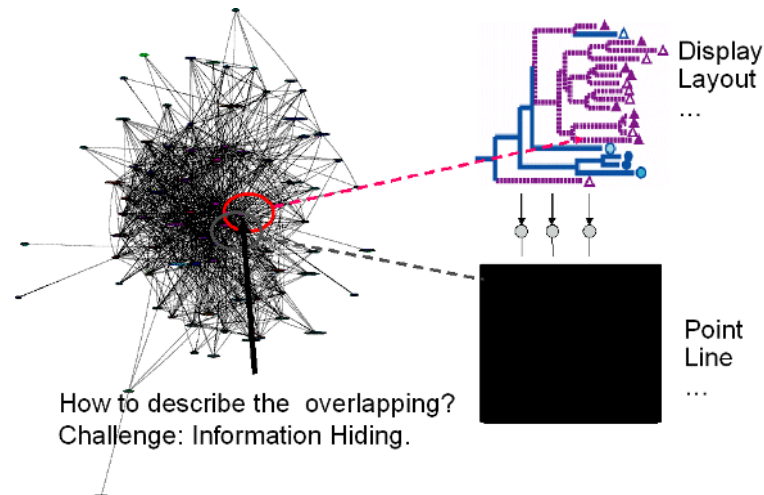 Display
Layout
...
Point
Line
...
How to describe the overlapping?
Challenge: Information Hiding.